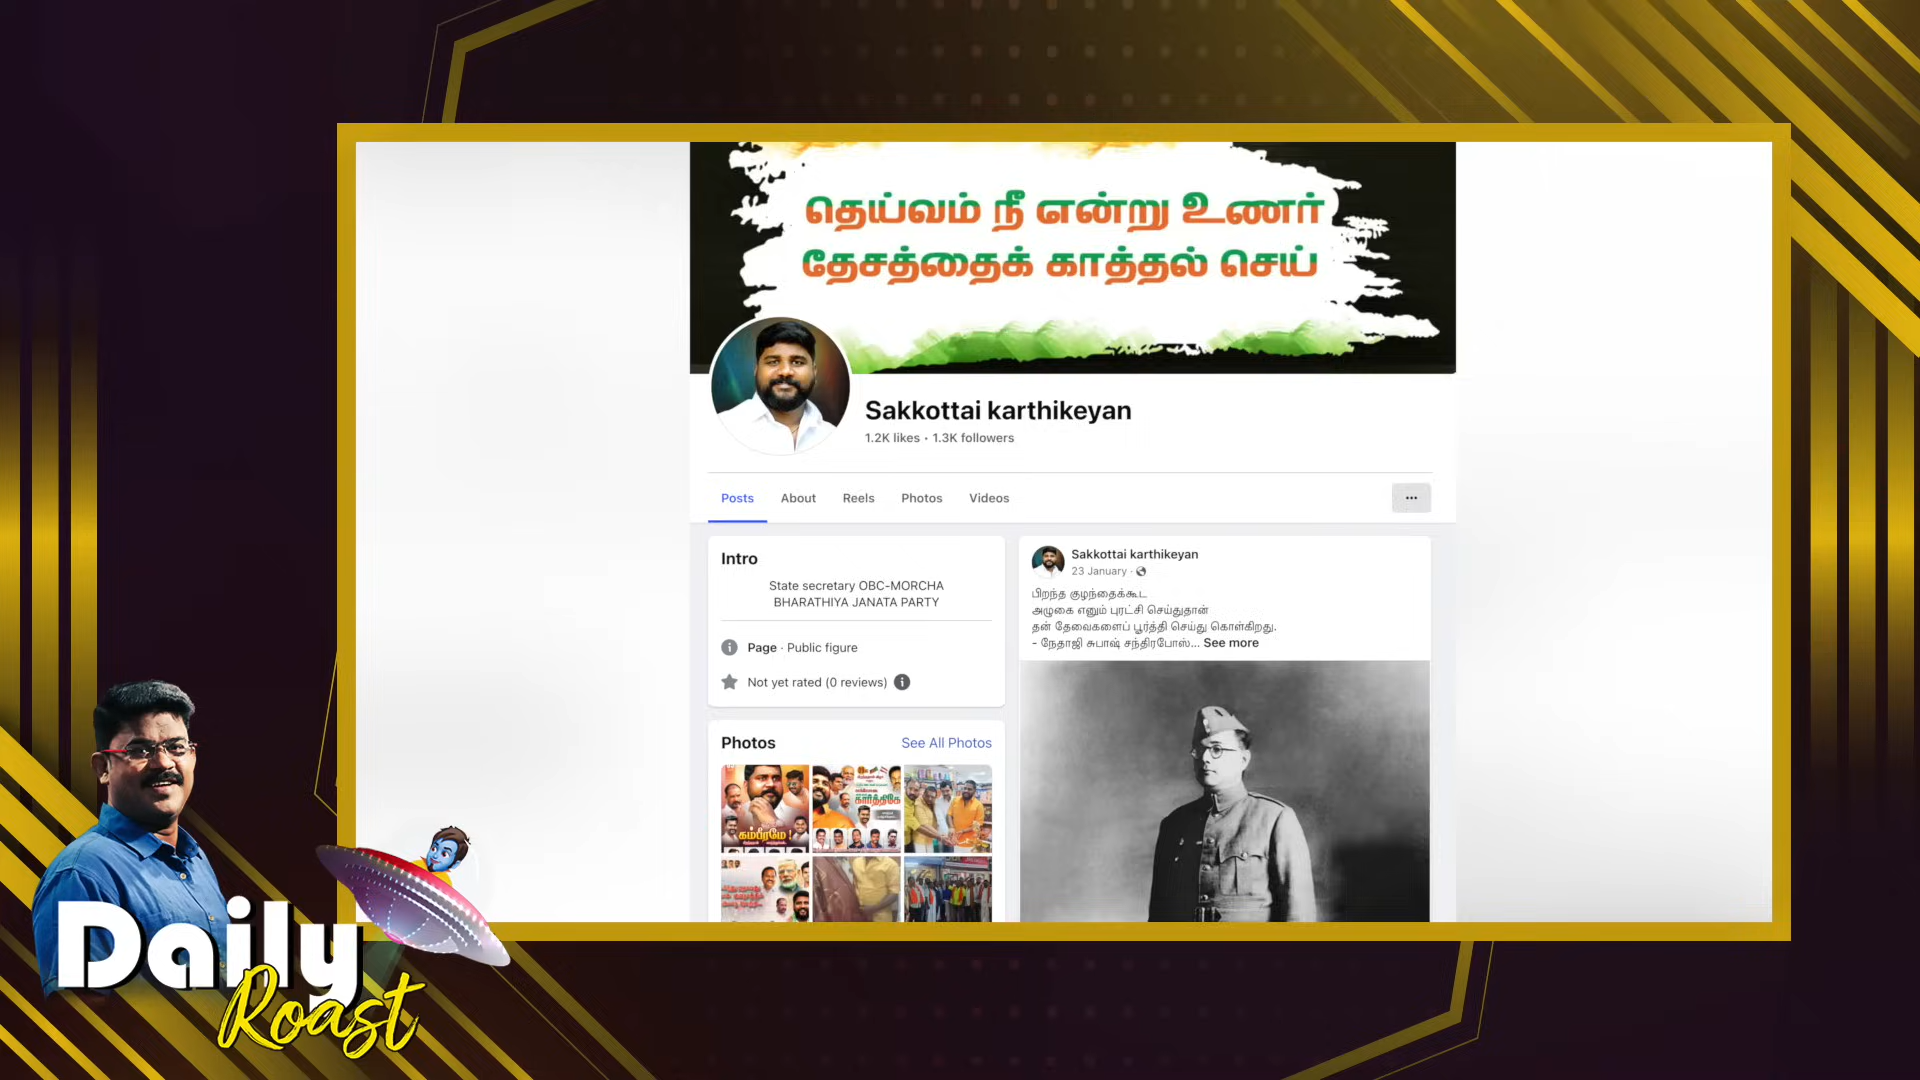 தெய்வம் நீ என்று உணர்
தேசத்தைக் காத்தல் செய்
Sakkottai karthikeyan
1.2K likes · 1.3K followers
Posts
About
Reels
Photos
Videos
Intro
State secretary OBC-MORCHA
BHARATHIYA JANATA PARTY
Page · Public figure
Not yet rated (0 reviews)
Photos
See All Photos
கம்பீரமே !
கார்த்திகே
Sakkottai karthikeyan
23 January ·
பிறந்த குழந்தைக்கூட
அழுகை எனும் புரட்சி செய்துதான்
தன் தேவைகளைப் பூர்த்தி செய்து கொள்கிறது.
- நேதாஜி சுபாஷ் சந்திரபோஸ்... See more
Daily
Roast